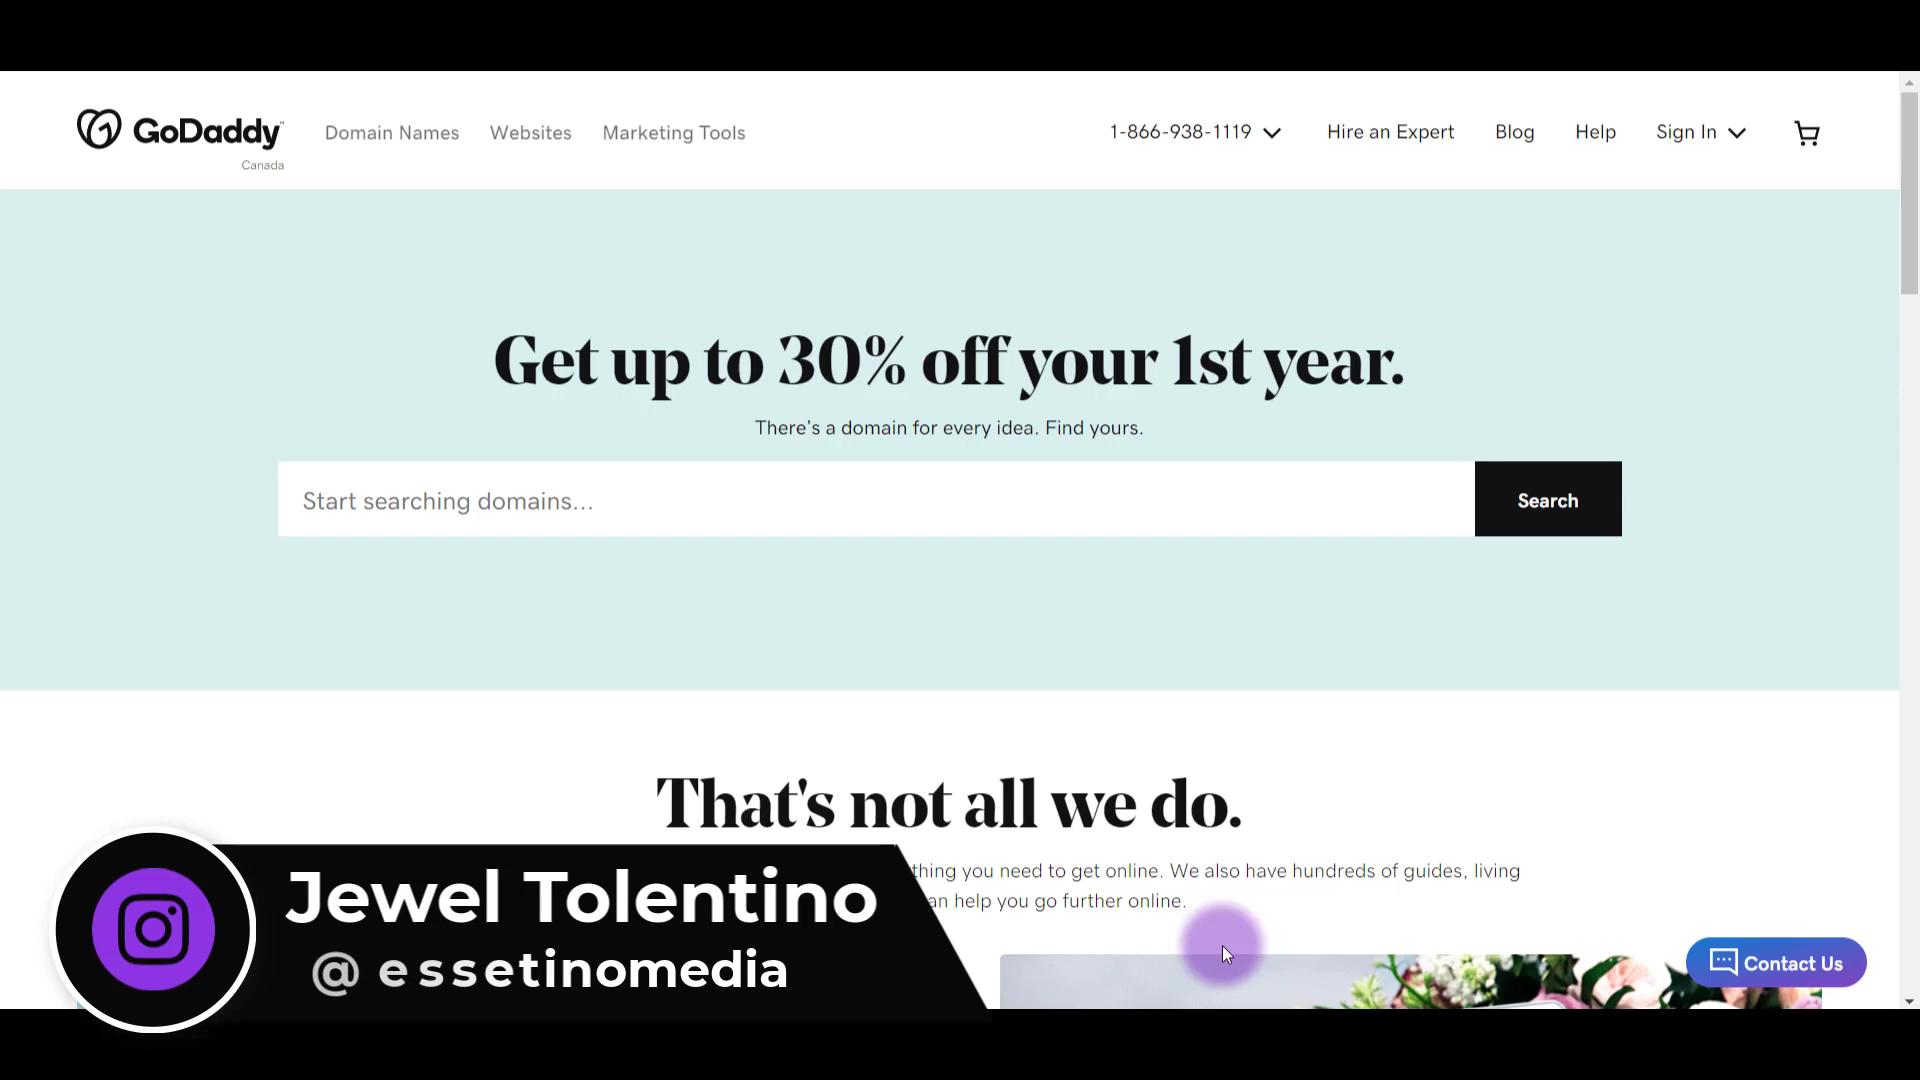 GoDaddy
Canada
Domain Names
Websites
Marketing Tools
1-866-938-1119
Hire an Expert
Blog
Help
Sign In
Get up to 30% off your 1st year.
There's a domain for every idea. Find yours.
Start searching domains...
Search
That's not all we do.
thing you need to get online. We also have hundreds of guides, living
an help you go further online.
Jewel Tolentino
@essetinomedia
Contact Us